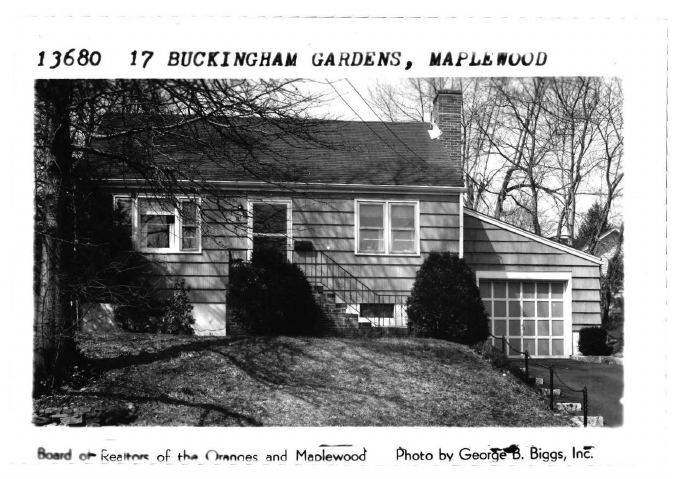 13680 17 BUCKINGHAM GARDENS, MAPLEWOOD
Board of Realtors of the Oranges and Maplewood Photo by George B. Biggs, Inc.